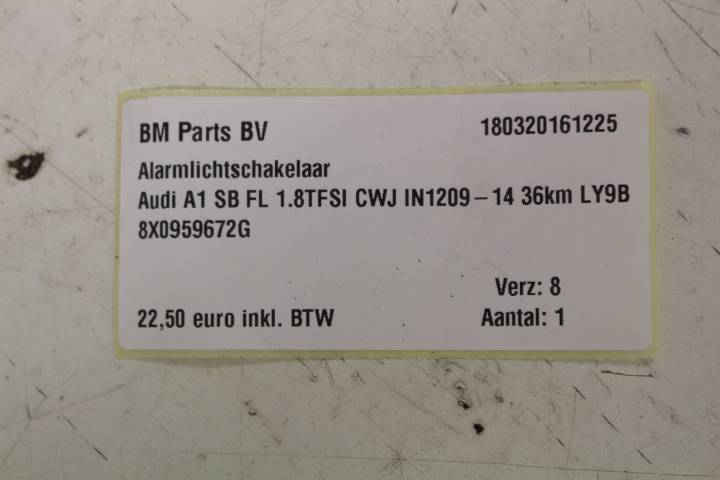 BM Parts BV 180320161225
Alarmlichtschakelaar
Audi A1 SB FL 1.8TFSI CWJ IN1209-14 36km LY9B
8X0959672G
Verz: 8
22,50 euro inkl. BTW Aantal: 1